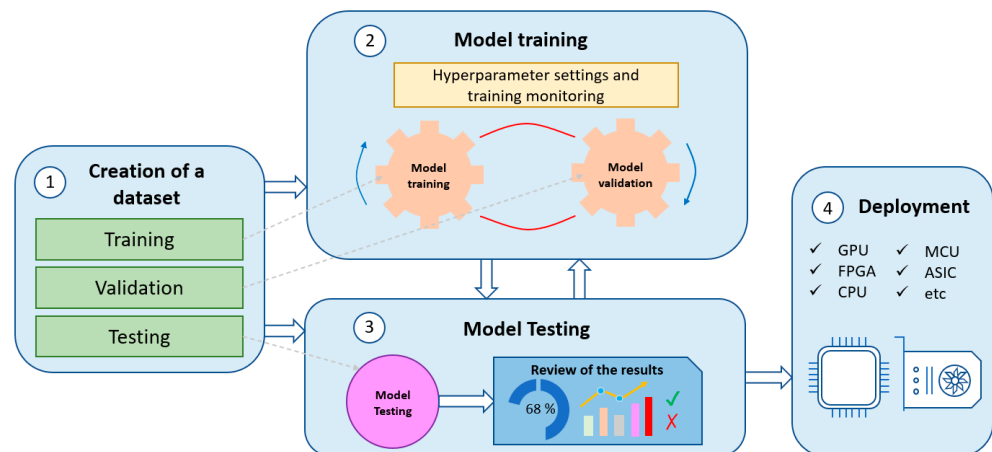 1
Creation of a
dataset
Training
Validation
Testing
2
Model training
Hyperparameter settings and
training monitoring
Model
training
Model
validation
3
Model Testing
Model
Testing
Review of the results
68 %
4
Deployment
✓ GPU
✓ FPGA
✓ CPU
✓ MCU
✓ ASIC
✓ etc